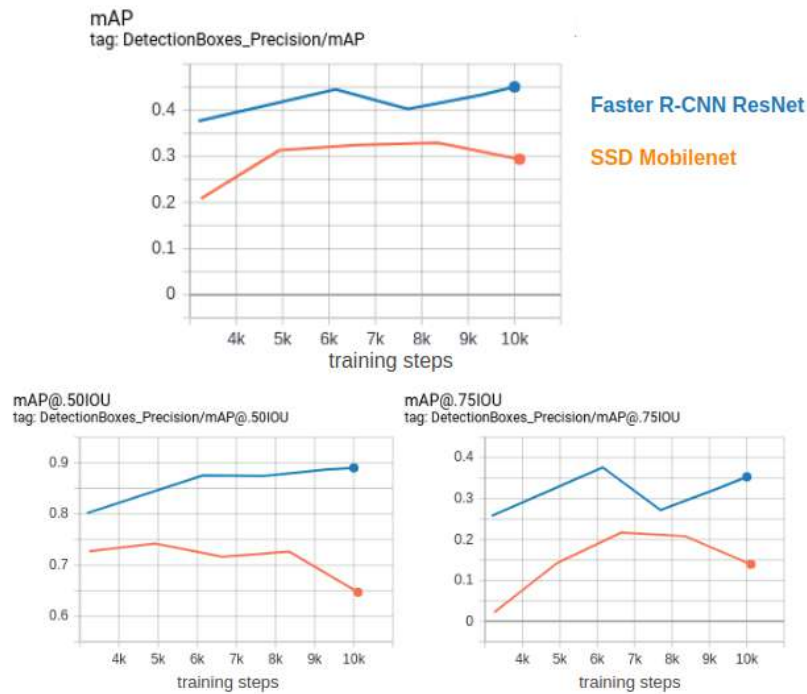 mAP
tag: DetectionBoxes_Precision/mAP
0.4
0.3
0.2
0.1
0
4k 5k 6k 7k 8k 9k 10k
training steps
Faster R-CNN ResNet
SSD Mobilenet
mAP@.50IOU
tag: DetectionBoxes_Precision/mAP@.50IOU
0.9
0.8
0.7
0.6
4k 5k 6k 7k 8k 9k 10k
training steps
mAP@.75IOU
tag: DetectionBoxes_Precision/mAP@.75IOU
0.4
0.3
0.2
0.1
0
4k 5k 6k 7k 8k 9k 10k
training steps